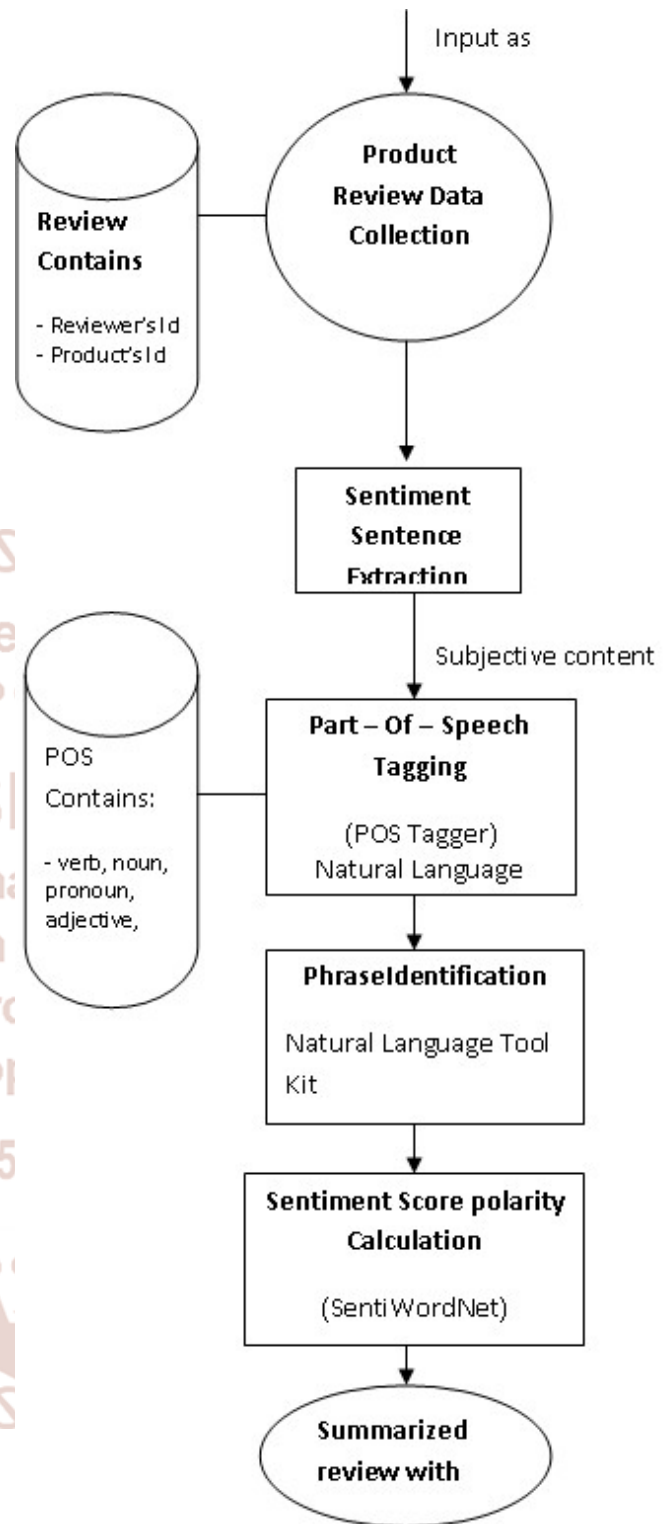 Input as
Product
Review Data
Collection
Review
Contains
- Reviewer's Id
- Product's Id
Sentiment
Sentence
Extraction
Subjective content
Part – Of – Speech
Tagging
(POS Tagger)
Natural Language
POS
Contains:
- verb, noun,
pronoun,
adjective,
PhraseIdentification
Natural Language Tool
Kit
Sentiment Score polarity
Calculation
(SentiWordNet)
Summarized
review with